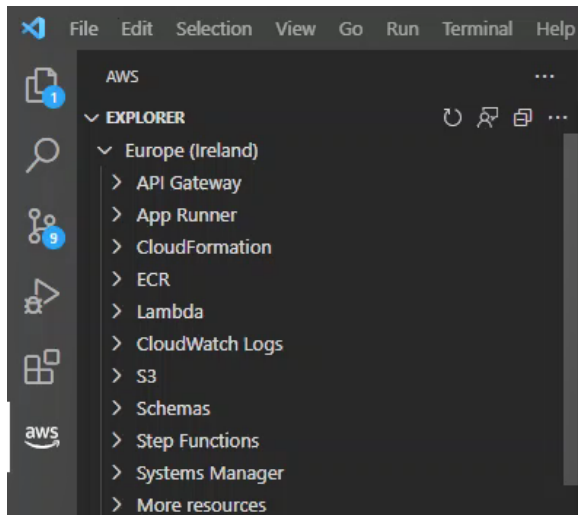 File Edit Selection View Go Run Terminal Help
AWS
1
EXPLORER
Europe (Ireland)
API Gateway
App Runner
9
CloudFormation
ECR
Lambda
CloudWatch Logs
S3
Schemas
aws
Step Functions
Systems Manager
More resources